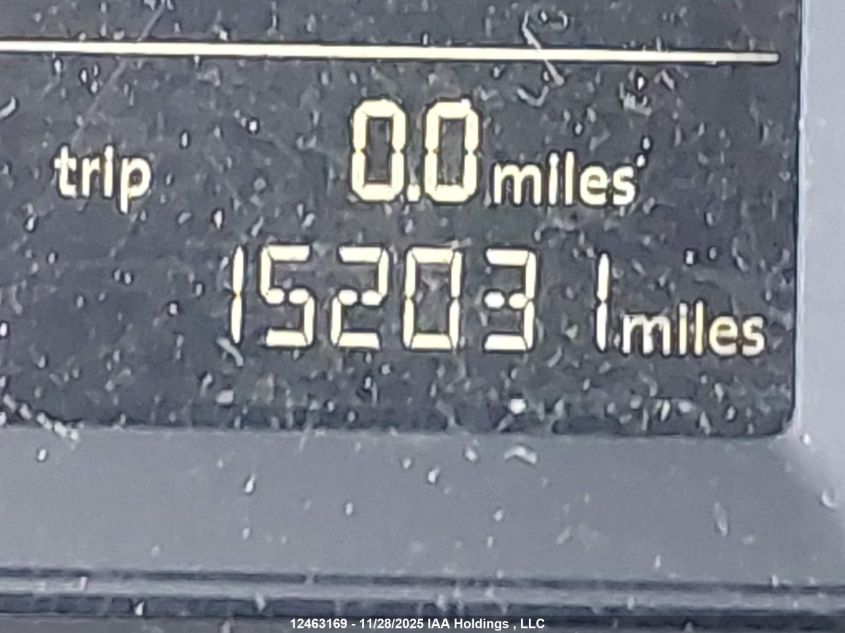 trip 0.0 miles
152031 miles
12463169 - 11/28/2025 IAA Holdings , LLC